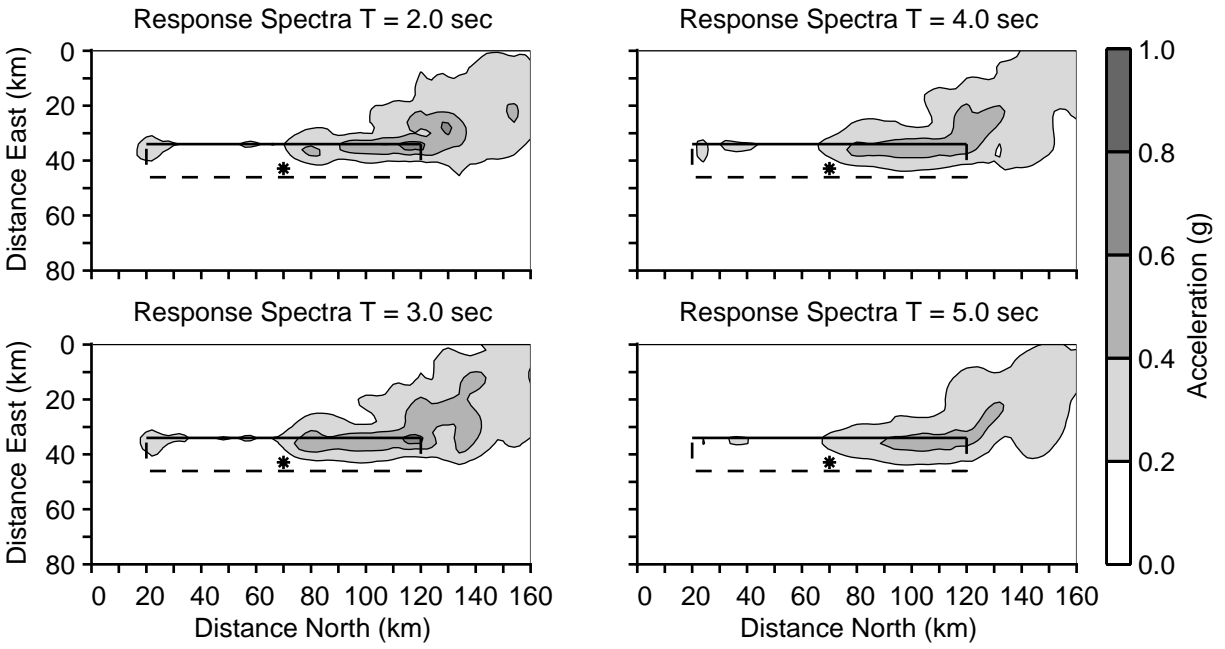 Response Spectra T = 2.0 sec
Response Spectra T = 4.0 sec
0
20
40
60
80
Distance East (km)
Response Spectra T = 3.0 sec
Response Spectra T = 5.0 sec
0
20
40
60
80
Distance East (km)
0 20 40 60 80 100 120 140 160
Distance North (km)
0 20 40 60 80 100 120 140 160
Distance North (km)
1.0
0.8
0.6
0.4
0.2
0.0
Acceleration (g)